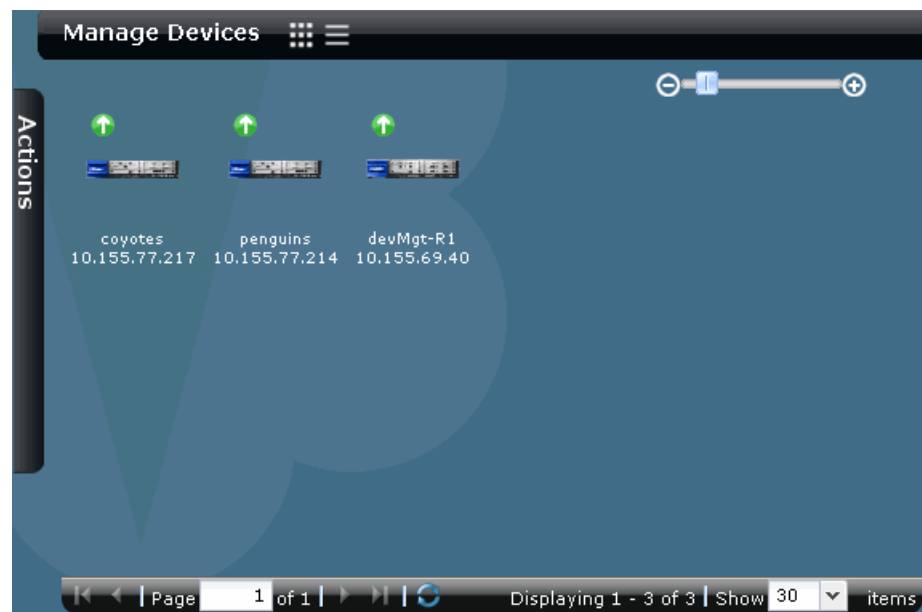 Manage Devices
Actions
coyotes penguins devMgt-R1
10.155.77.217 10.155.77.214 10.155.69.40
Page 1 of 1 Displaying 1 - 3 of 3 Show 30 items